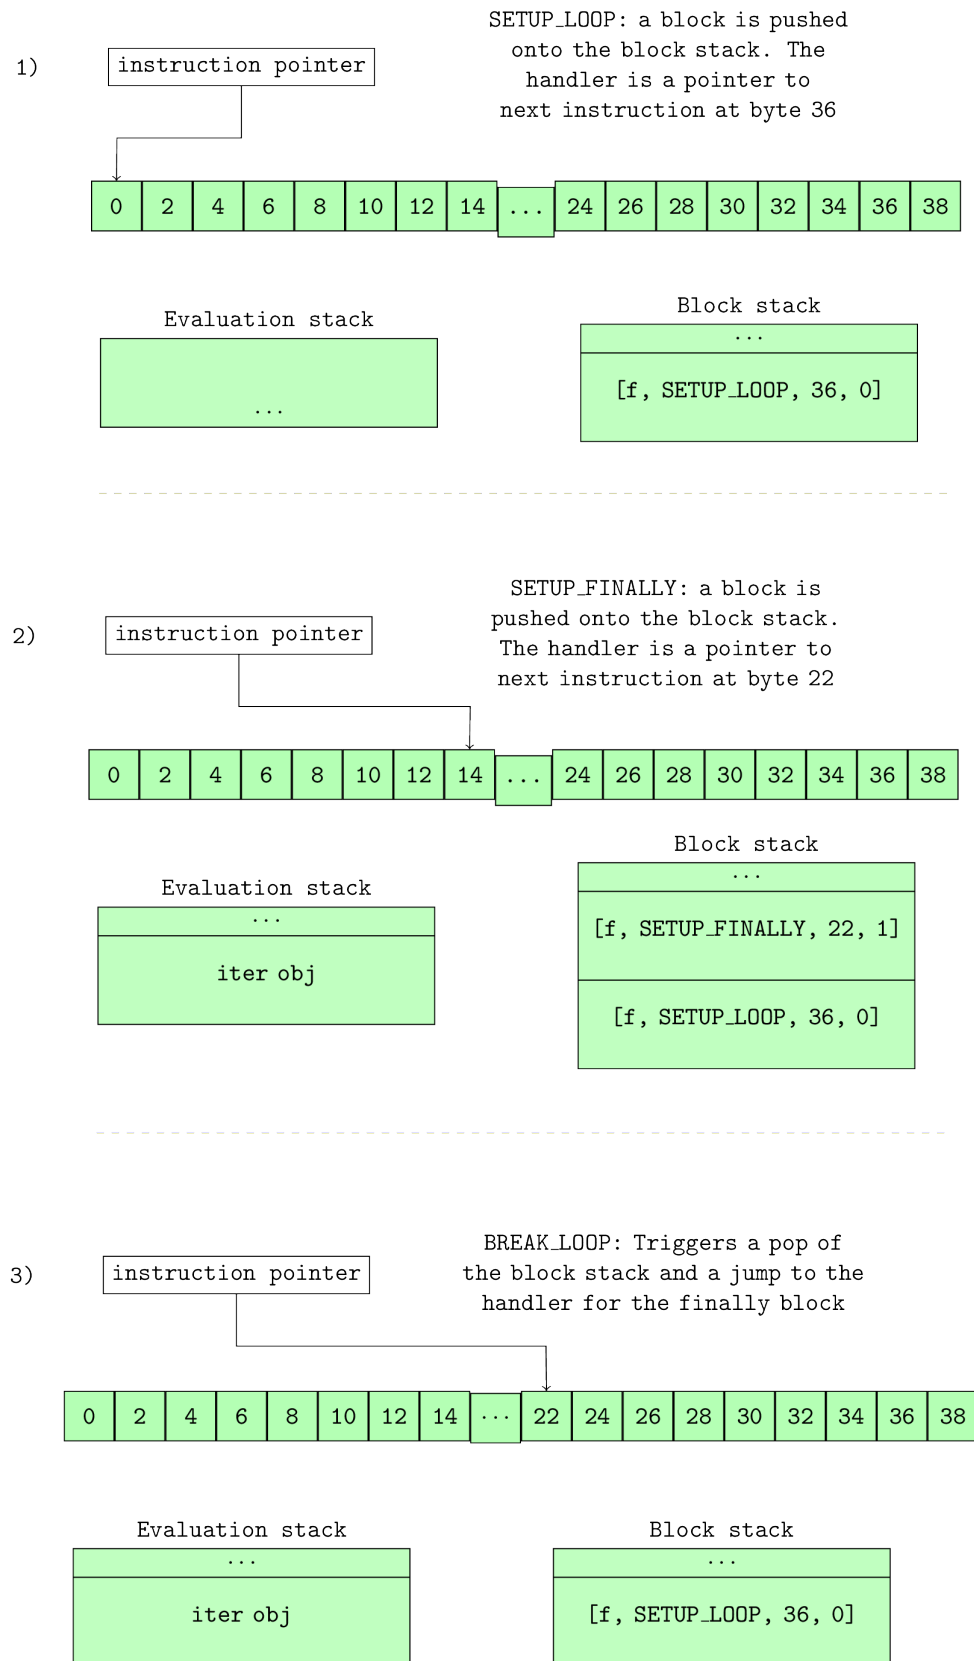 1)
instruction pointer
SETUP_LOOP: a block is pushed
onto the block stack. The
handler is a pointer to
next instruction at byte 36
0 2 4 6 8 10 12 14 ... 24 26 28 30 32 34 36 38
Evaluation stack
...
Block stack
...
[f, SETUP_LOOP, 36, 0]
2)
instruction pointer
SETUP_FINALLY: a block is
pushed onto the block stack.
The handler is a pointer to
next instruction at byte 22
0 2 4 6 8 10 12 14 ... 24 26 28 30 32 34 36 38
Evaluation stack
...
iter obj
Block stack
...
[f, SETUP_FINALLY, 22, 1]
[f, SETUP_LOOP, 36, 0]
3)
instruction pointer
BREAK_LOOP: Triggers a pop of
the block stack and a jump to the
handler for the finally block
0 2 4 6 8 10 12 14 ... 22 24 26 28 30 32 34 36 38
Evaluation stack
...
iter obj
Block stack
...
[f, SETUP_LOOP, 36, 0]